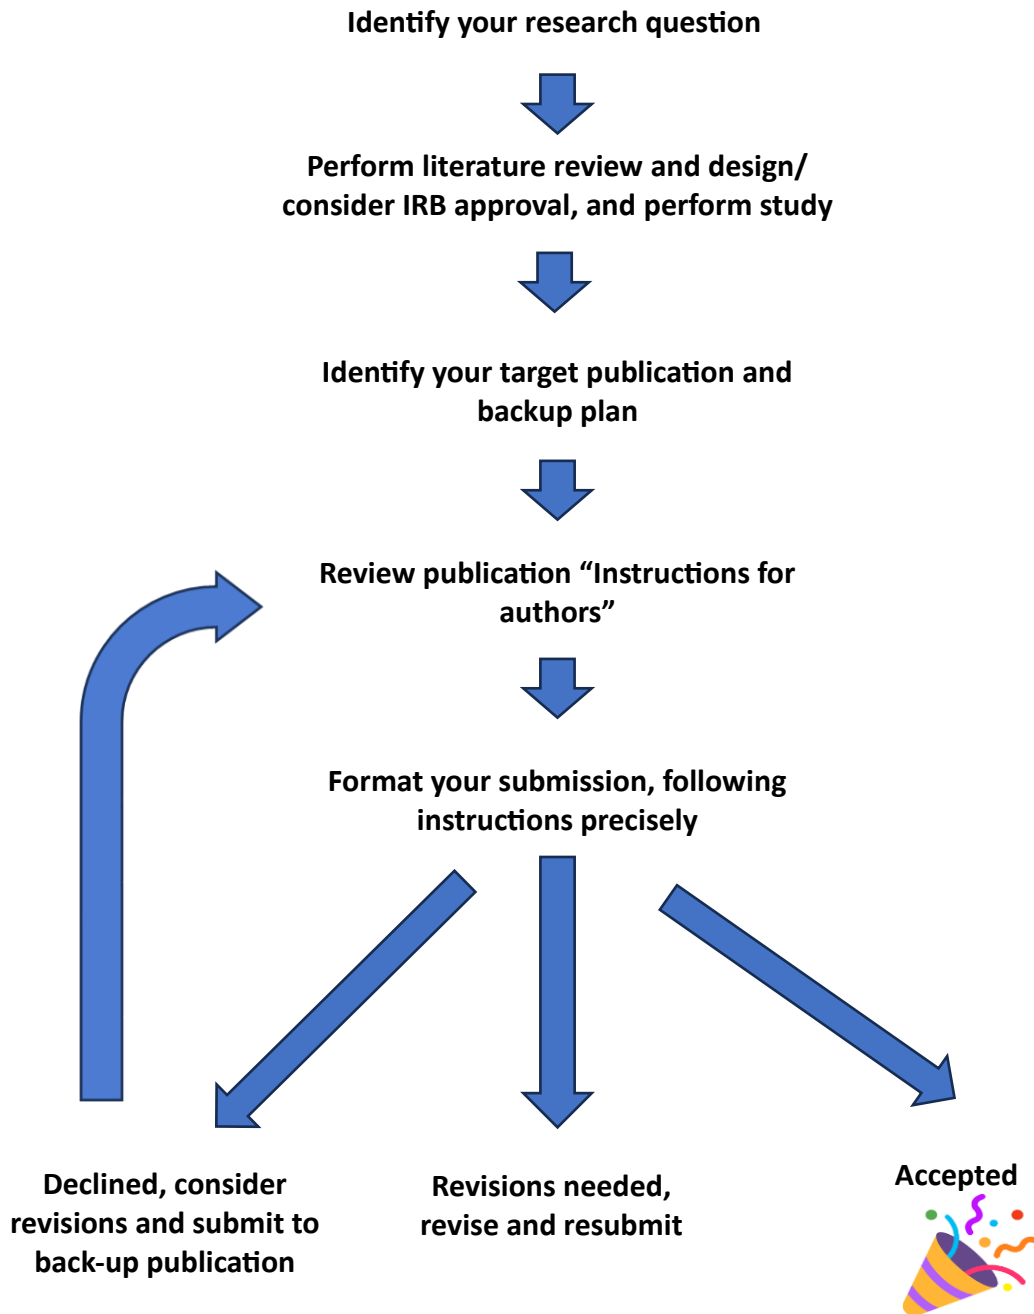 Identify your research question
Perform literature review and design/
consider IRB approval, and perform study
Identify your target publication and
backup plan
Review publication “Instructions for
authors”
Format your submission, following
instructions precisely
Declined, consider
revisions and submit to
back-up publication
Revisions needed,
revise and resubmit
Accepted